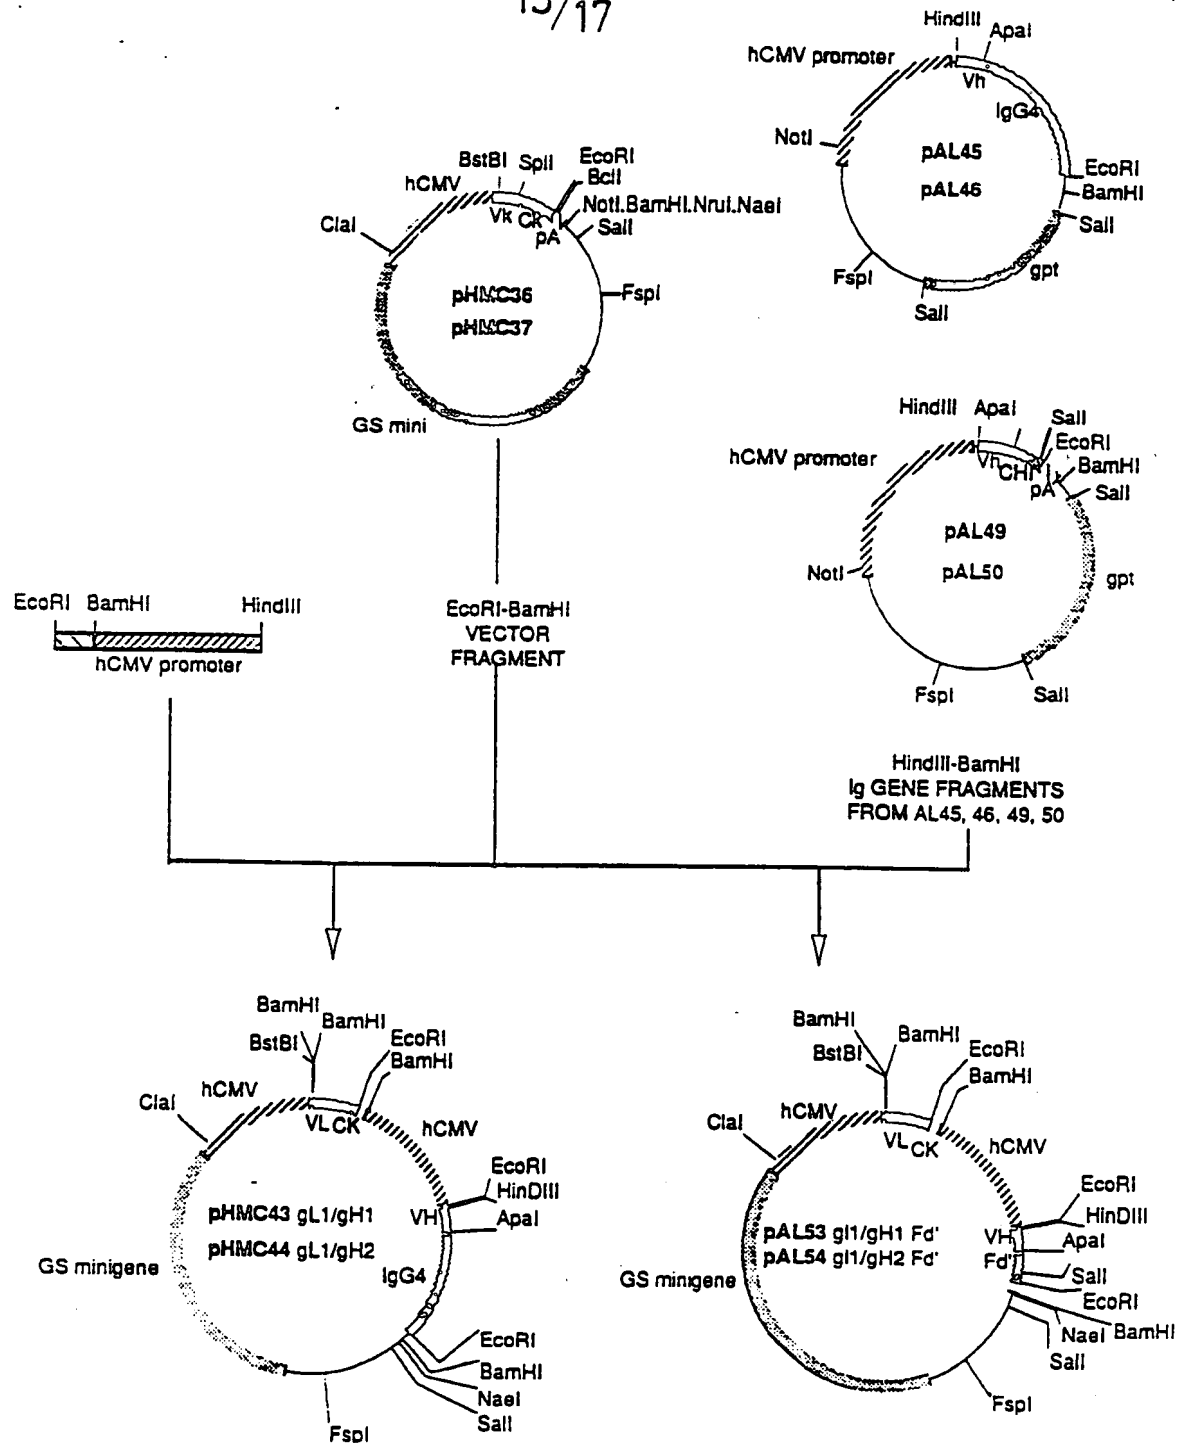 15/17
HindIII
ApaI
hCMV promoter
Vh
IgG4
NotI
pAL45
pAL46
EcoRI
BamHI
SalI
gpt
FspI
SalI
BstBI
SplI
EcoRI
BclI
hCMV
NotI.BamHI.NruI.NaeI
Vk
CK
pA
SalI
ClaI
pHMC36
pHMC37
FspI
GS mini
HindIII
ApaI
SalI
EcoRI
hCMV promoter
Vh
CHI
pA
BamHI
SalI
pAL49
pAL50
NotI
gpt
FspI
SalI
EcoRI
BamHI
HindIII
hCMV promoter
EcoRI-BamHI
VECTOR
FRAGMENT
HindIII-BamHI
Ig GENE FRAGMENTS
FROM AL45, 46, 49, 50
BamHI
BamHI
BstBI
EcoRI
BamHI
ClaI
hCMV
VL
CK
hCMV
EcoRI
HinDIII
VH
ApaI
pHMC43 gL1/gH1
pHMC44 gL1/gH2
GS minigene
IgG4
EcoRI
BamHI
NaeI
SalI
FspI
BamHI
BamHI
BstBI
EcoRI
BamHI
ClaI
hCMV
VL
CK
hCMV
EcoRI
HinDIII
VH
ApaI
Fd'
pAL53 gl1/gH1 Fd'
pAL54 gl1/gH2 Fd'
GS minigene
SalI
EcoRI
BamHI
NaeI
SalI
FspI